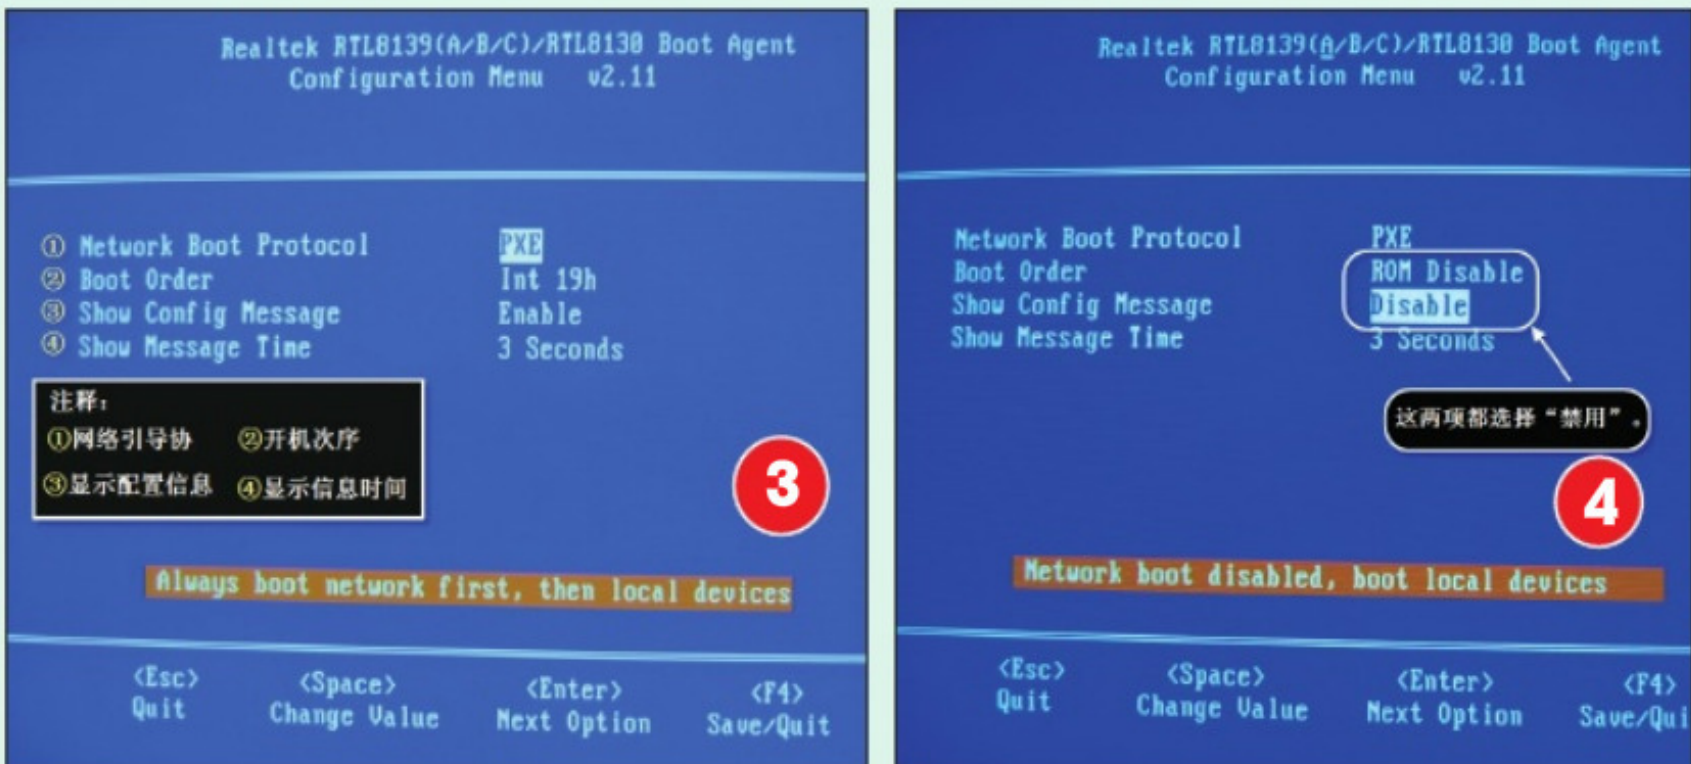 Realtek RTL8139(A/B/C)/RTL8130 Boot Agent
Configuration Menu v2.11
① Network Boot Protocol PXE
② Boot Order Int 19h
③ Show Config Message Enable
④ Show Message Time 3 Seconds
注释：
①网络引导协 ②开机次序
③显示配置信息 ④显示信息时间
3
Always boot network first, then local devices
<Esc> <Space> <Enter> <F4>
Quit Change Value Next Option Save/Quit
Realtek RTL8139(A/B/C)/RTL8130 Boot Agent
Configuration Menu v2.11
Network Boot Protocol PXE
Boot Order ROM Disable
Show Config Message Disable
Show Message Time 3 Seconds
这两项都选择“禁用”。
4
Network boot disabled, boot local devices
<Esc> <Space> <Enter> <F4>
Quit Change Value Next Option Save/Qui